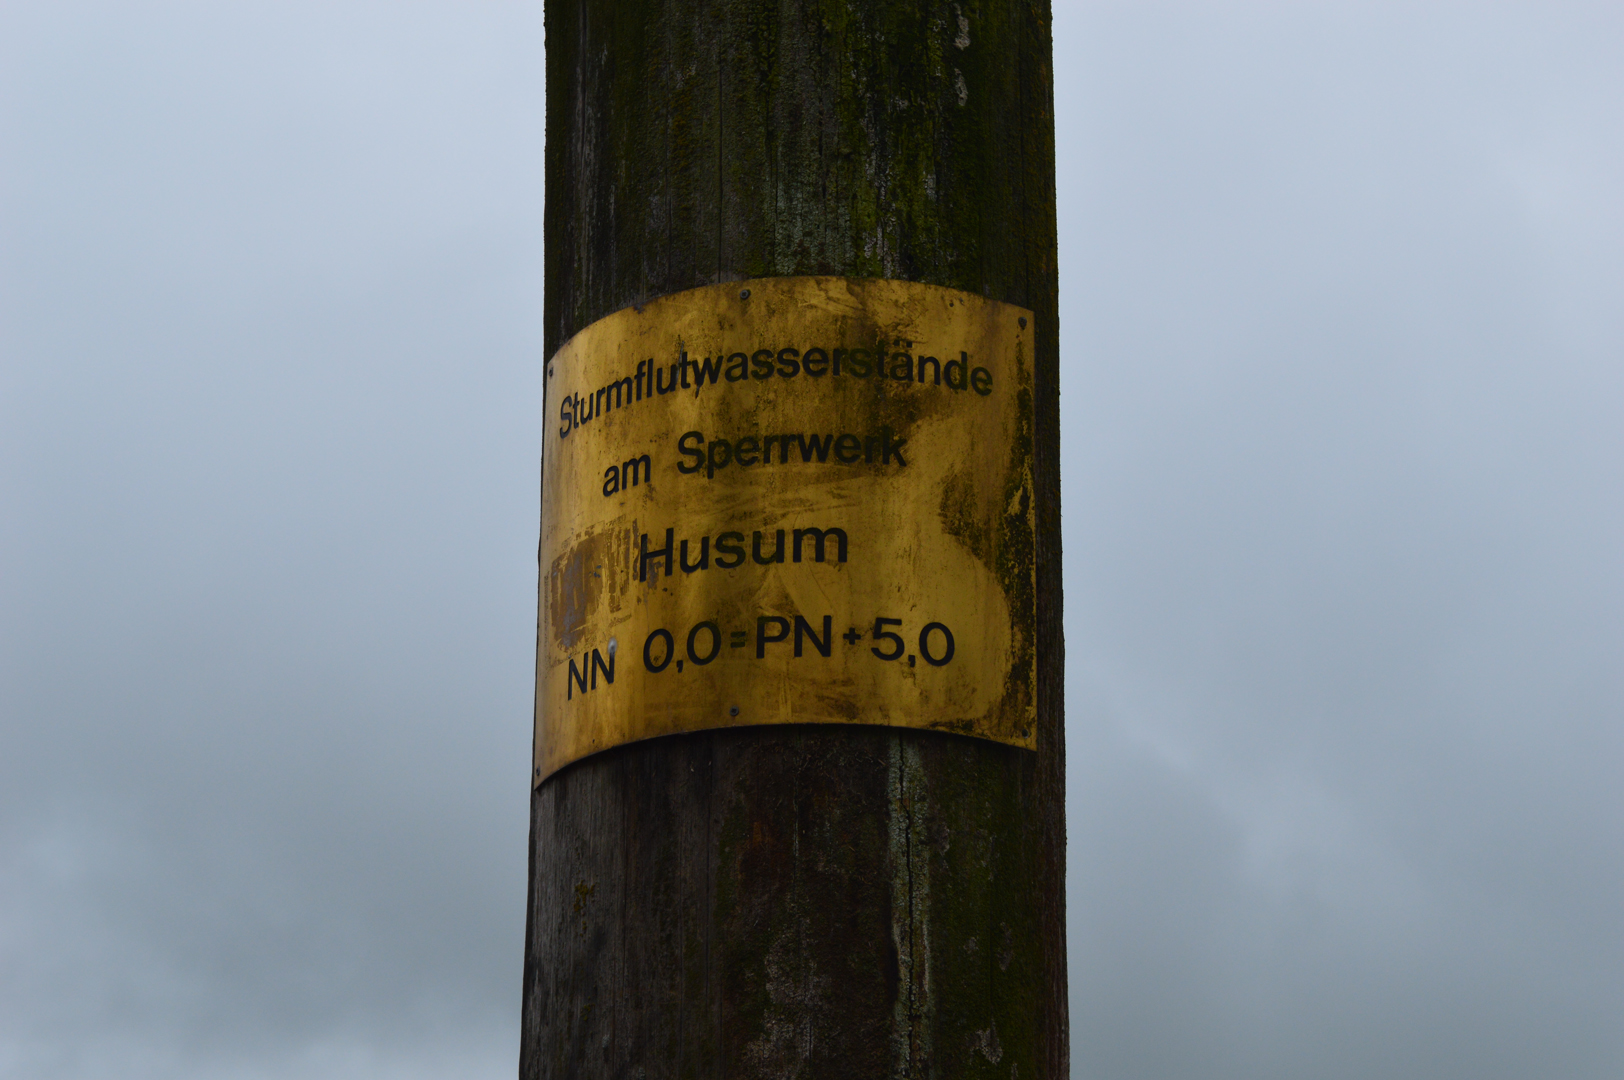 Sturmflutwasserstände
am Sperrwerk
Husum
NN 0,0=PN+5,0